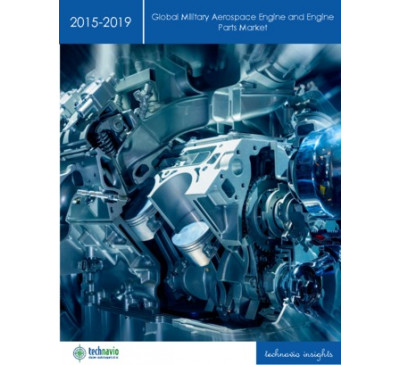 2015-2019
Global Military Aerospace Engine and Engine
Parts Market
technavio
technavio insights